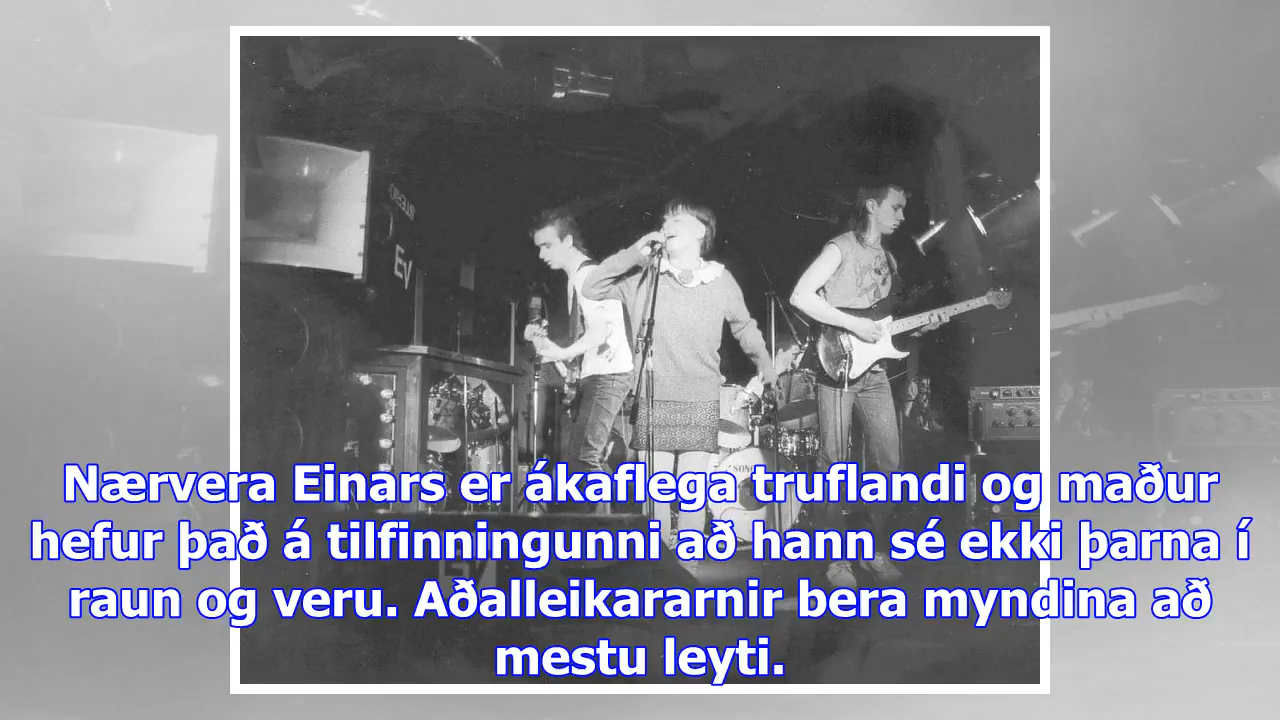 EV
Nærvera Einars er ákaflega truflandi og maður
hefur það á tilfinningunni að hann sé ekki þarna í
raun og veru. Aðalleikararnir bera myndina að
mestu leyti.